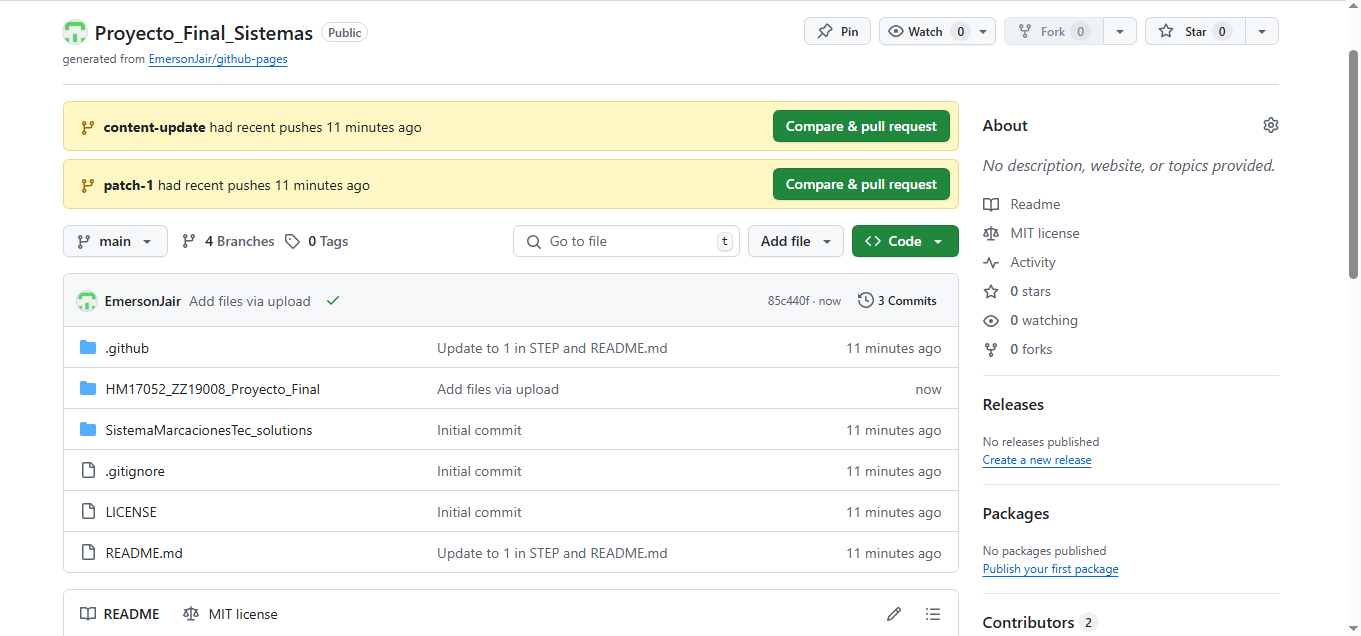 Proyecto_Final_Sistemas Public Pin Watch 0 Fork 0 Star 0
generated from EmersonJair/github-pages
content-update had recent pushes 11 minutes ago Compare & pull request
patch-1 had recent pushes 11 minutes ago Compare & pull request
main 4 Branches 0 Tags Go to file t Add file Code
EmersonJair Add files via upload 85c440f · now 3 Commits
.github Update to 1 in STEP and README.md 11 minutes ago
HM17052_ZZ19008_Proyecto_Final Add files via upload now
SistemaMarcacionesTec_solutions Initial commit 11 minutes ago
.gitignore Initial commit 11 minutes ago
LICENSE Initial commit 11 minutes ago
README.md Update to 1 in STEP and README.md 11 minutes ago
README MIT license
About
No description, website, or topics provided.
Readme
MIT license
Activity
0 stars
0 watching
0 forks
Releases
No releases published
Create a new release
Packages
No packages published
Publish your first package
Contributors 2